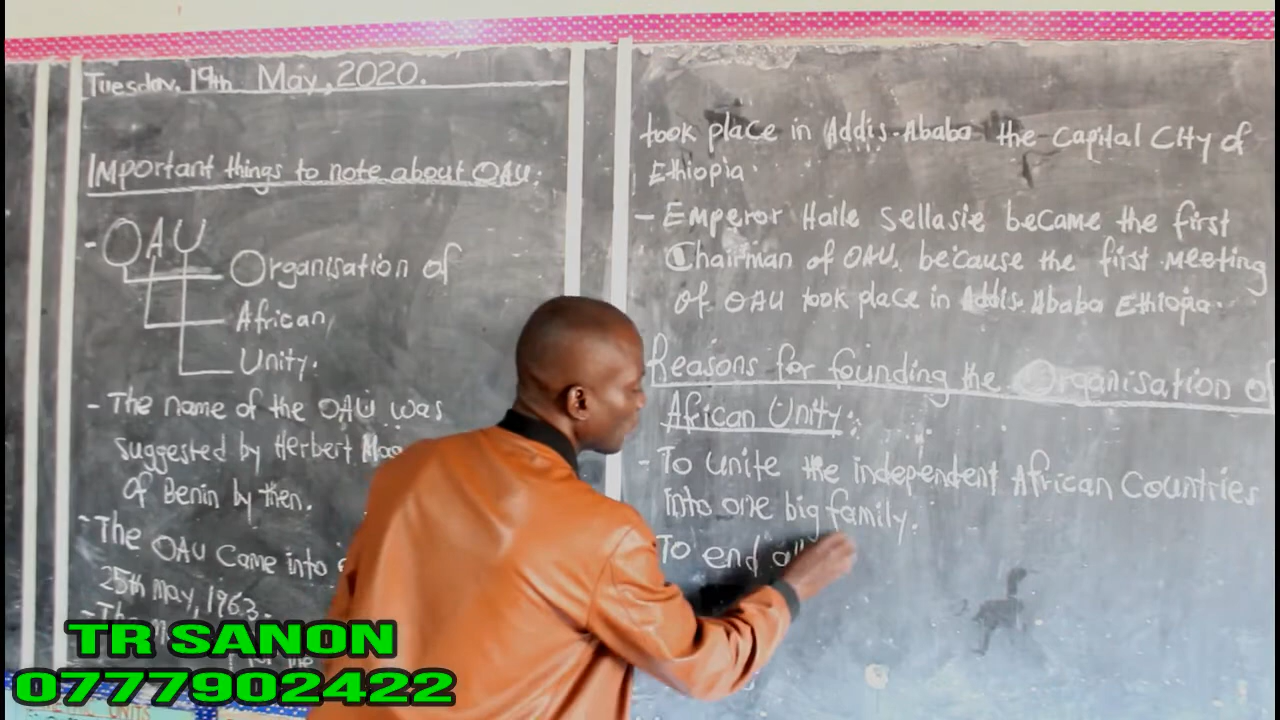 Tuesday, 19th May, 2020.
Important things to note about OAU.
- OAU
Organisation of
African,
Unity.
- The name of the OAU was
suggested by Herbert
of Benin by then.
- The OAU came into
25th May, 1963.
- The
for the
took place in Addis-Ababa the capital City of
Ethiopia.
- Emperor Haile Sellasie became the first
Chairman of OAU, because the first meeting
of OAU took place in Addis Ababa Ethiopia.
Reasons for founding the Organisation of
African Unity:
- To unite the independent African Countries
into one big family.
To end all
TR SANON
0777902422